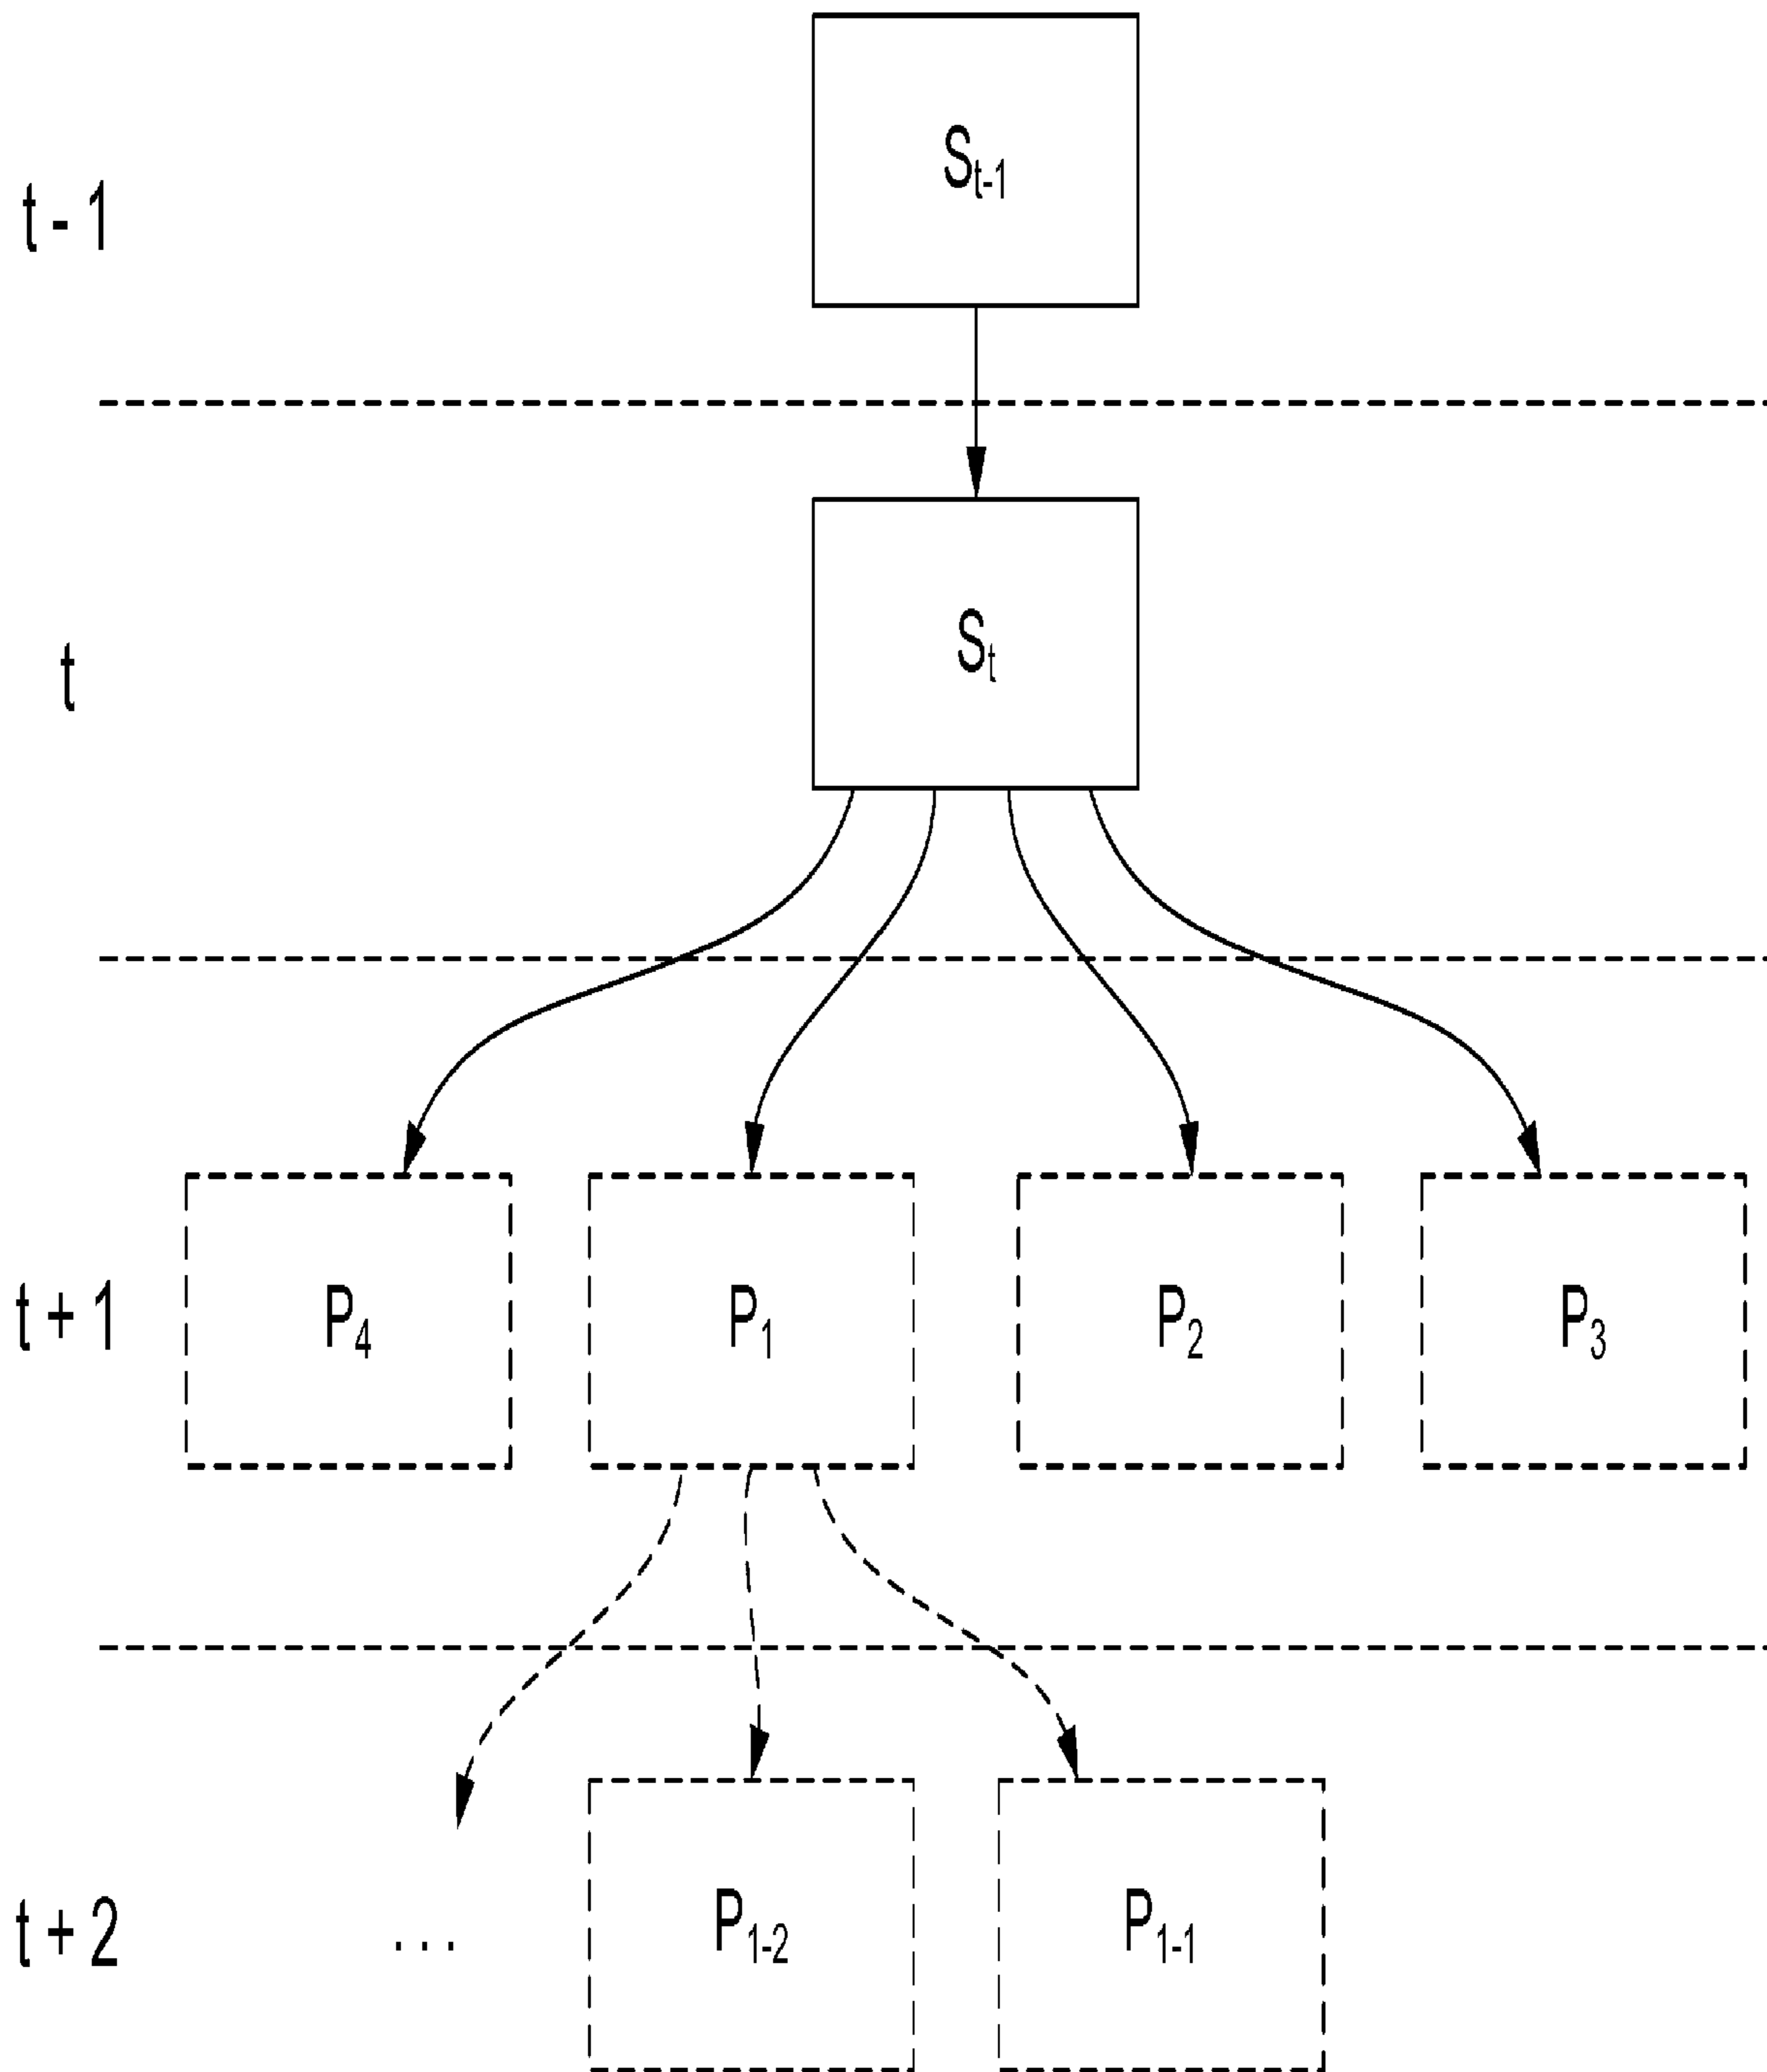 S_{t-1}
t - 1
S_t
t
t + 1 P_4 P_1 P_2 P_3
t + 2 ... P_{1-2} P_{1-1}